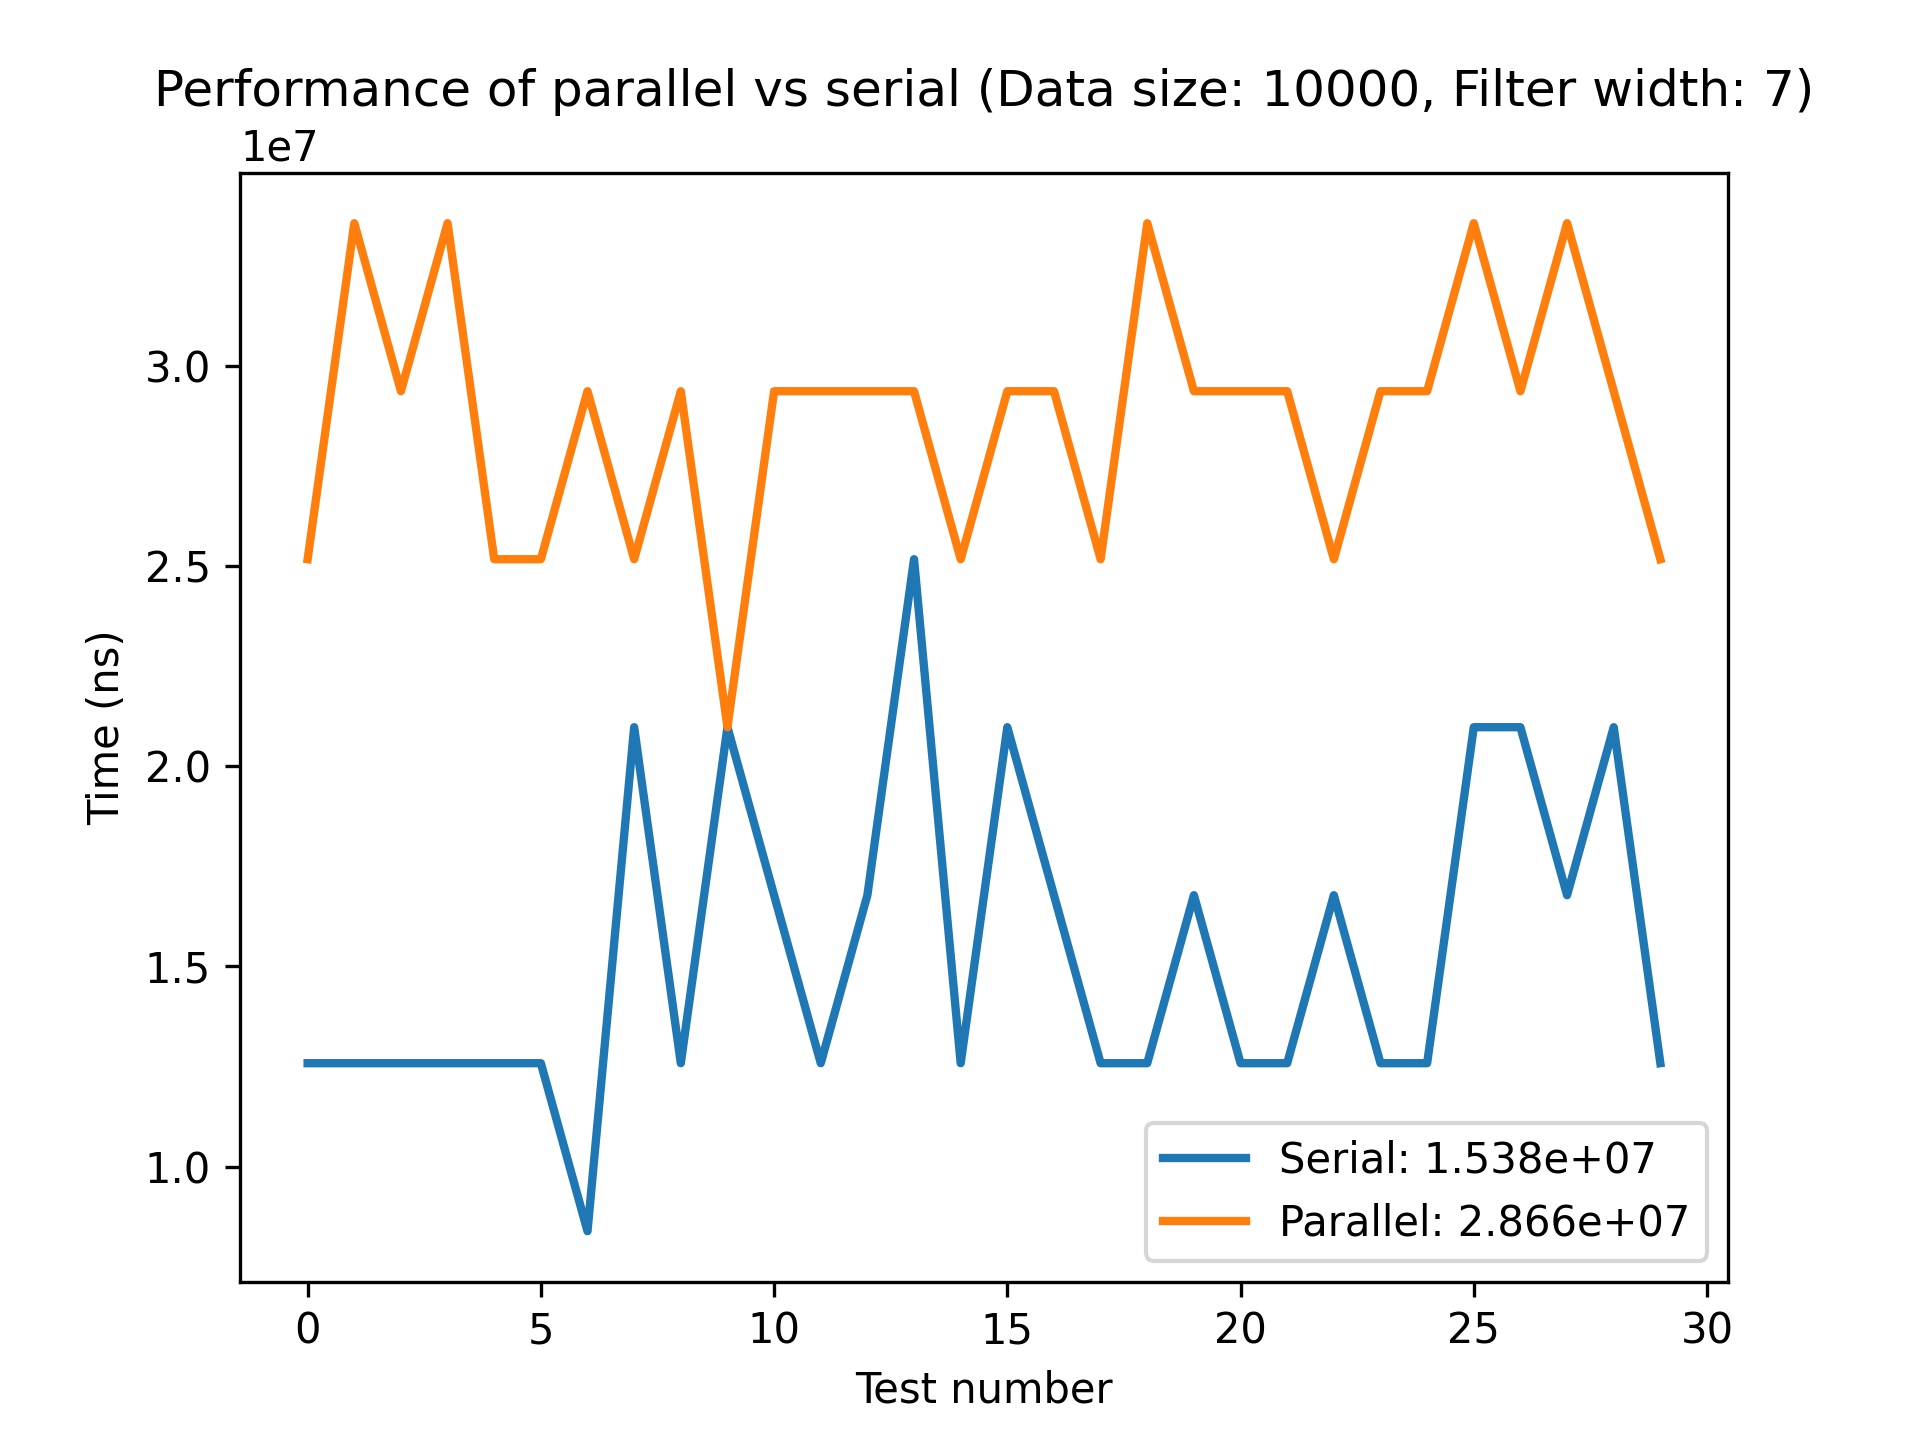 Performance of parallel vs serial (Data size: 10000, Filter width: 7)
1e7
3.0
2.5
2.0
1.5
1.0
Time (ns)
Serial: 1.538e+07
Parallel: 2.866e+07
0 5 10 15 20 25 30
Test number